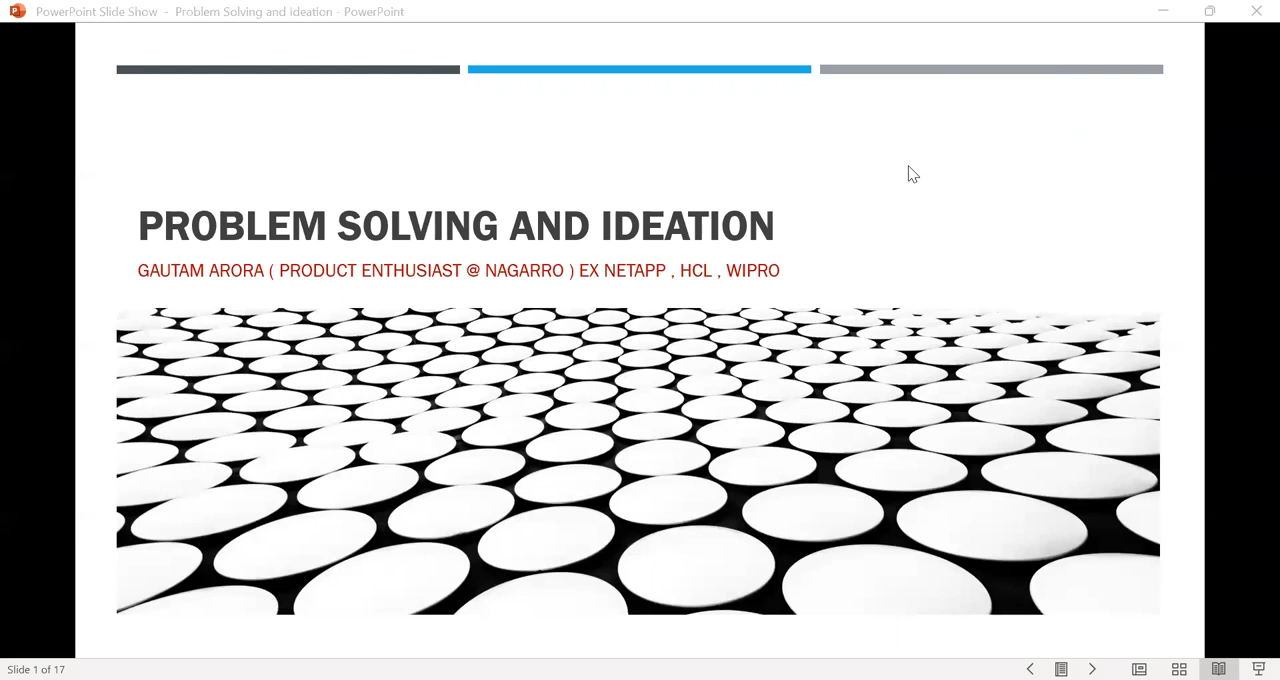 PowerPoint Slide Show - Problem Solving and Ideation - PowerPoint
PROBLEM SOLVING AND IDEATION
GAUTAM ARORA ( PRODUCT ENTHUSIAST @ NAGARRO ) EX NETAPP , HCL , WIPRO
Slide 1 of 17